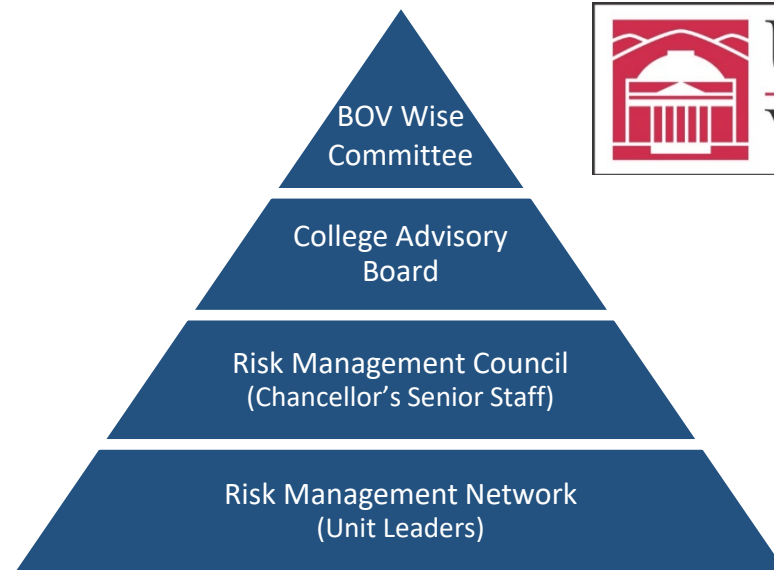 BOV Wise
Committee
College Advisory
Board
Risk Management Council
(Chancellor's Senior Staff)
Risk Management Network
(Unit Leaders)